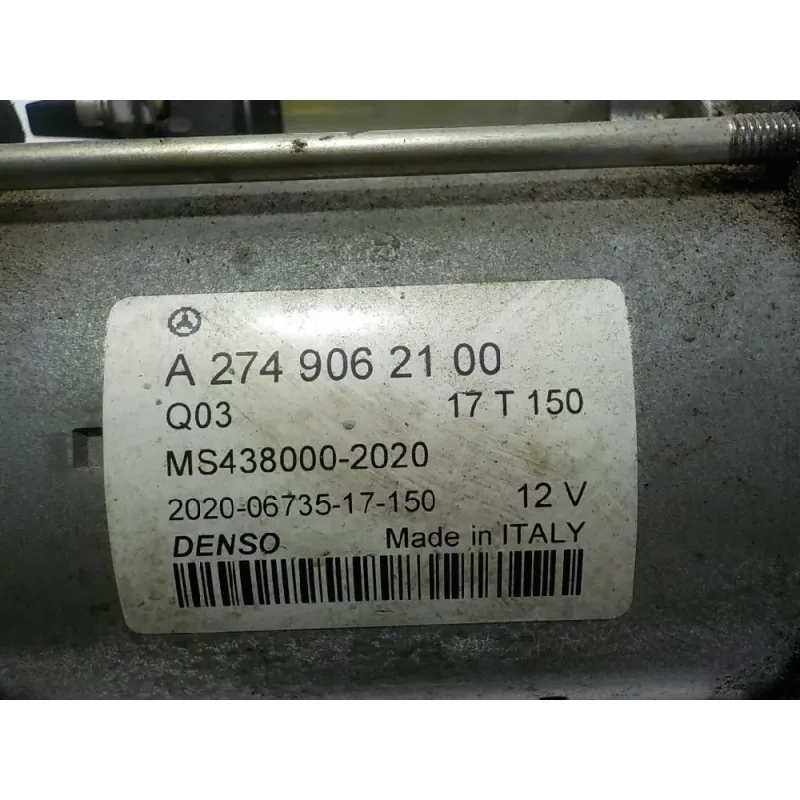 A 274 906 21 00
Q03 17 T 150
MS438000-2020
2020-06735-17-150 12 V
DENSO Made in ITALY